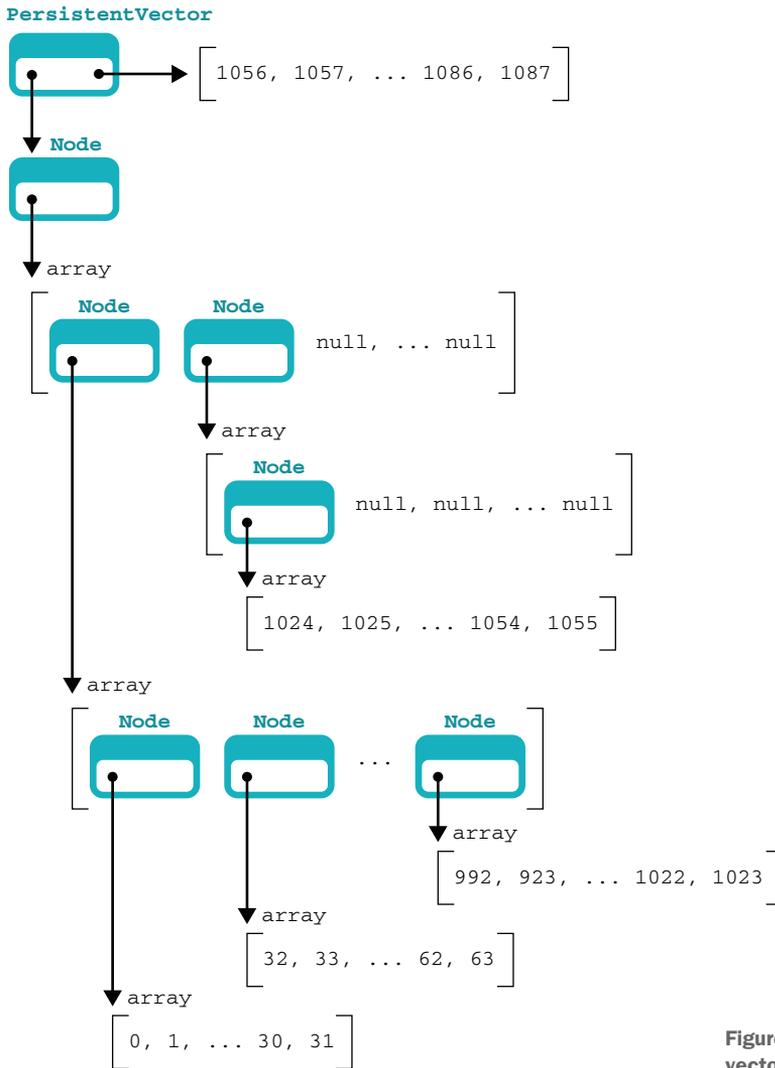 PersistentVector
1056, 1057, ... 1086, 1087
Node
array
Node Node
null, ... null
array
Node
null, null, ... null
array
1024, 1025, ... 1054, 1055
array
Node Node Node
...
array
992, 923, ... 1022, 1023
array
32, 33, ... 62, 63
array
0, 1, ... 30, 31
Figure